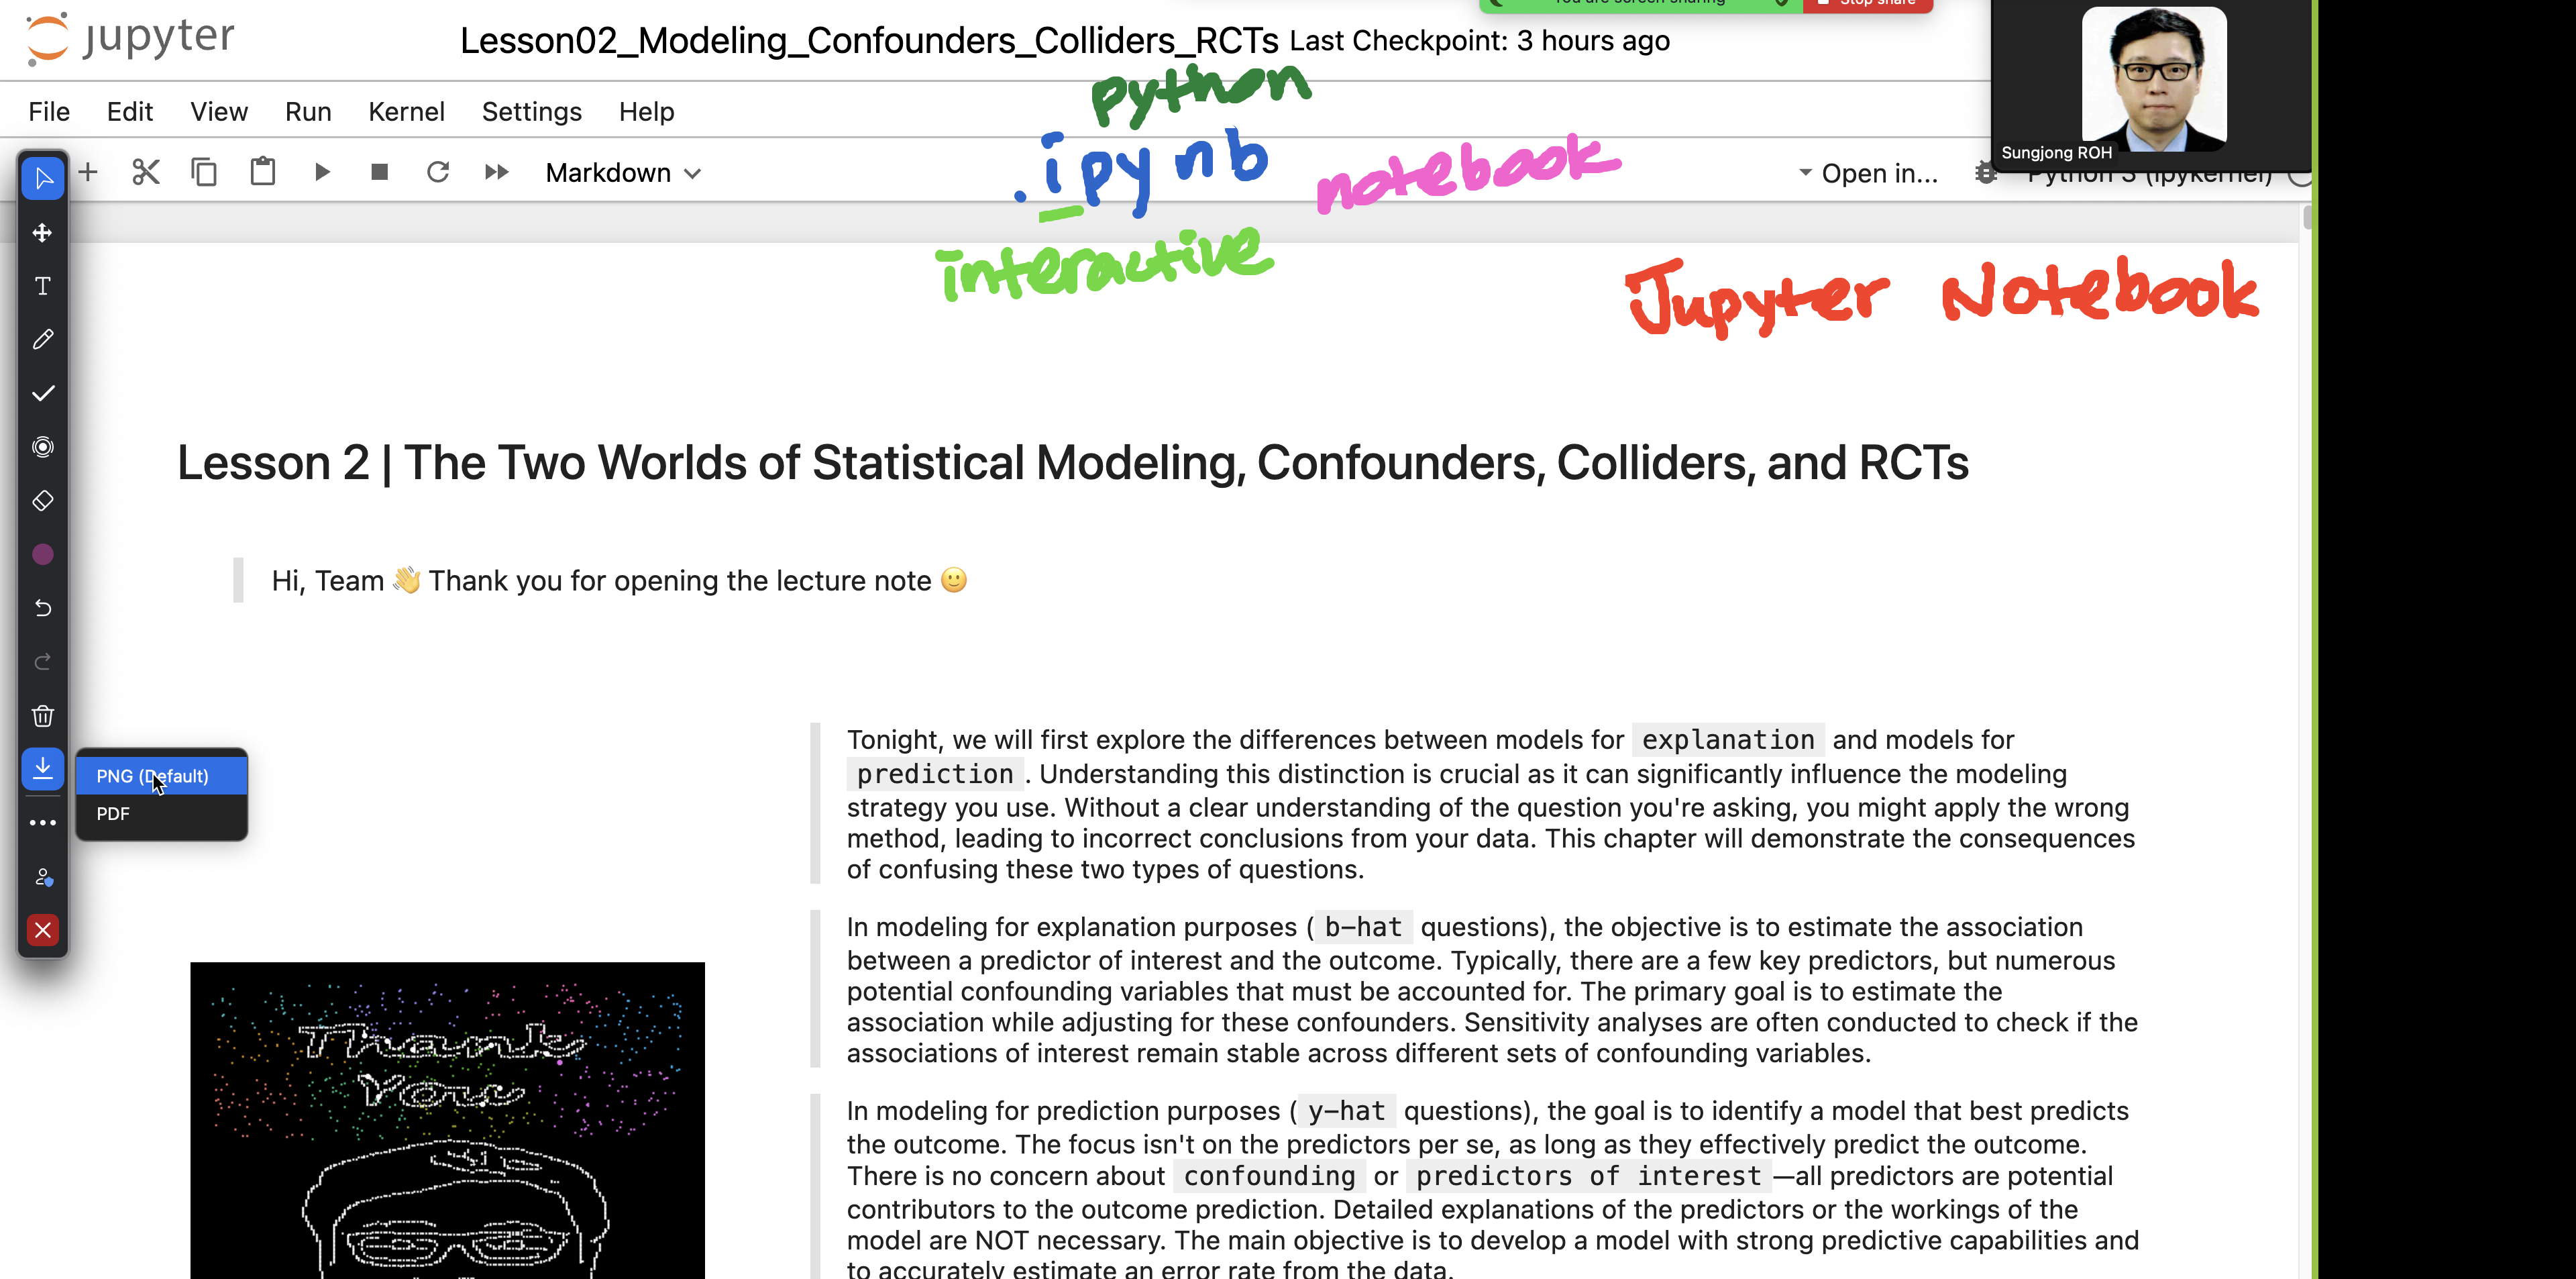 You are screen sharing Stop share
jupyter Lesson02_Modeling_Confounders_Colliders_RCTs Last Checkpoint: 3 hours ago
Sungjong ROH
python
File Edit View Run Kernel Settings Help
.ipynb notebook
Markdown Open in... Python 3 (ipykernel)
interactive
Jupyter Notebook
Lesson 2 | The Two Worlds of Statistical Modeling, Confounders, Colliders, and RCTs
Hi, Team 👋 Thank you for opening the lecture note 🙂
Tonight, we will first explore the differences between models for explanation and models for
prediction . Understanding this distinction is crucial as it can significantly influence the modeling
strategy you use. Without a clear understanding of the question you're asking, you might apply the wrong
method, leading to incorrect conclusions from your data. This chapter will demonstrate the consequences
of confusing these two types of questions.
PNG (Default)
PDF
In modeling for explanation purposes ( b-hat questions), the objective is to estimate the association
between a predictor of interest and the outcome. Typically, there are a few key predictors, but numerous
potential confounding variables that must be accounted for. The primary goal is to estimate the
association while adjusting for these confounders. Sensitivity analyses are often conducted to check if the
associations of interest remain stable across different sets of confounding variables.
Thank
You
In modeling for prediction purposes ( y-hat questions), the goal is to identify a model that best predicts
the outcome. The focus isn't on the predictors per se, as long as they effectively predict the outcome.
There is no concern about confounding or predictors of interest —all predictors are potential
contributors to the outcome prediction. Detailed explanations of the predictors or the workings of the
model are NOT necessary. The main objective is to develop a model with strong predictive capabilities and
to accurately estimate an error rate from the data.